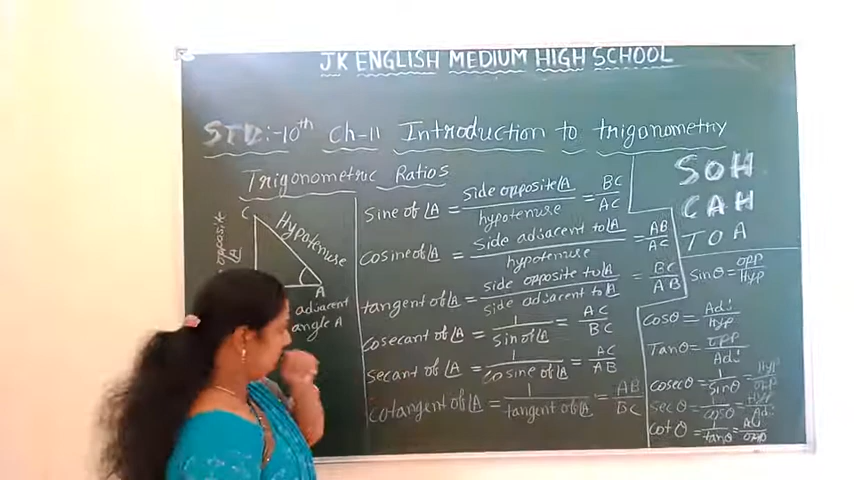 JK ENGLISH MEDIUM HIGH SCHOOL
STD:-10th Ch-11 Introduction to trigonometry
Trigonometric Ratios
C
Hypotenuse
opposite
∠A
A
adjacent
angle A
Sine of ∠A = side opposite ∠A / hypotenuse = BC / AC
cosine of ∠A = side adjacent to ∠A / hypotenuse = AB / AC
tangent of ∠A = side opposite to ∠A / side adjacent to ∠A = BC / AB
cosecant of ∠A = 1 / Sin of ∠A = AC / BC
secant of ∠A = 1 / cosine of ∠A = AC / AB
cotangent of ∠A = 1 / tangent of ∠A = AB / BC
SOH
CAH
TOA
Sinθ = opp / Hyp
Cosθ = Adj / Hyp
Tanθ = opp / Adj
Cosecθ = 1 / sinθ = Hyp / opp
Secθ = 1 / cosθ = Hyp / Adj
Cotθ = 1 / tanθ = Adj / opp